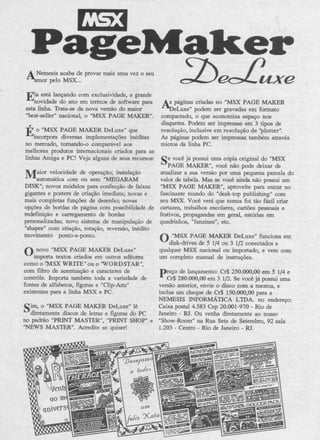 MSX
PageMaker
DeLuxe
A Nemesis acaba de provar mais uma vez o seu
amor pelo MSX...
Ela está lançando com exclusividade, a grande
novidade do ano em termos de software para
esta linha. Trata-se da nova versão do maior
"best-seller" nacional, o "MSX PAGE MAKER".
É o "MSX PAGE MAKER DeLuxe" que
incorpora diversas implementações inéditas
no mercado, tornando-o compatível aos
melhores produtos internacionais criados para as
linhas Amiga e PC! Veja alguns de seus recursos:
Maior velocidade de operação; instalação
automática com ou sem "MEGARAM
DISK"; novos módulos para confecção de faixas
gigantes e posters de criação imediata; novas e
mais completas funções de desenho; novas
opções de bordas de página com possibilidade de
redefinição e carregamento de bordas
personalizadas; novo sistema de manipulação de
"shapes" com criação, rotação, reversão, inédito
movimento ponto-a-ponto.
O novo "MSX PAGE MAKER DeLuxe"
importa textos criados em outros editores
como o "MSX WRITE" ou o "WORDSTAR",
com filtro de acentuação e caracteres de
contrôle. Importa também toda a variedade de
fontes de alfabetos, figuras e "Clip-Arts"
existentes para a linha MSX e PC.
Sim, o "MSX PAGE MAKER DeLuxe" lê
diretamente discos de letras e figuras do PC
no padrão "PRINT MASTER", "PRINT SHOP" e
"NEWS MASTER". Acredite se quiser!
As páginas criadas no "MSX PAGE MAKER
DeLuxe" podem ser gravadas em formato
compactado, o que economiza espaço nos
disquetes. Podem ser impressas em 3 tipos de
resolução, inclusive em resolução de "plotter".
As páginas podem ser impressas também através
micros da linha PC.
Se você já possui uma cópia original do "MSX
PAGE MAKER", você não pode deixar de
atualizar a sua versão por uma pequena parcela do
valor de tabela. Mas se você ainda não possui um
"MSX PAGE MAKER", aproveite para entrar no
fascinante mundo do "desk-top publishing" com
seu MSX. Você verá que nunca foi tão fácil criar
cartazes, trabalhos escolares, cartões pessoais e
festivos, propagandas em geral, estórias em
quadrinhos, "fanzines", etc.
O "MSX PAGE MAKER DeLuxe" funciona em
disk-drives de 5 1/4 ou 3 1/2 conectados a
qualquer MSX nacional ou importado, e vem com
um completo manual de instruções.
Preço de lançamento: Cr$ 250.000,00 em 5 1/4 e
Cr$ 280.000,00 em 3 1/2. Se você já possui uma
versão anterior, envie o disco com a mesma, e
inclua um cheque de Cr$ 150.000,00 para a
NEMESIS INFORMÁTICA LTDA. no endereço:
Caixa postal 4.583 Cep 20.001-970 - Rio de
Janeiro - RJ. Ou venha diretamente ao nosso
"Show-Room" na Rua Sete de Setembro, 92 sala
1.203 - Centro - Rio de Janeiro - RJ.
Desejamos
a todos
um
feliz